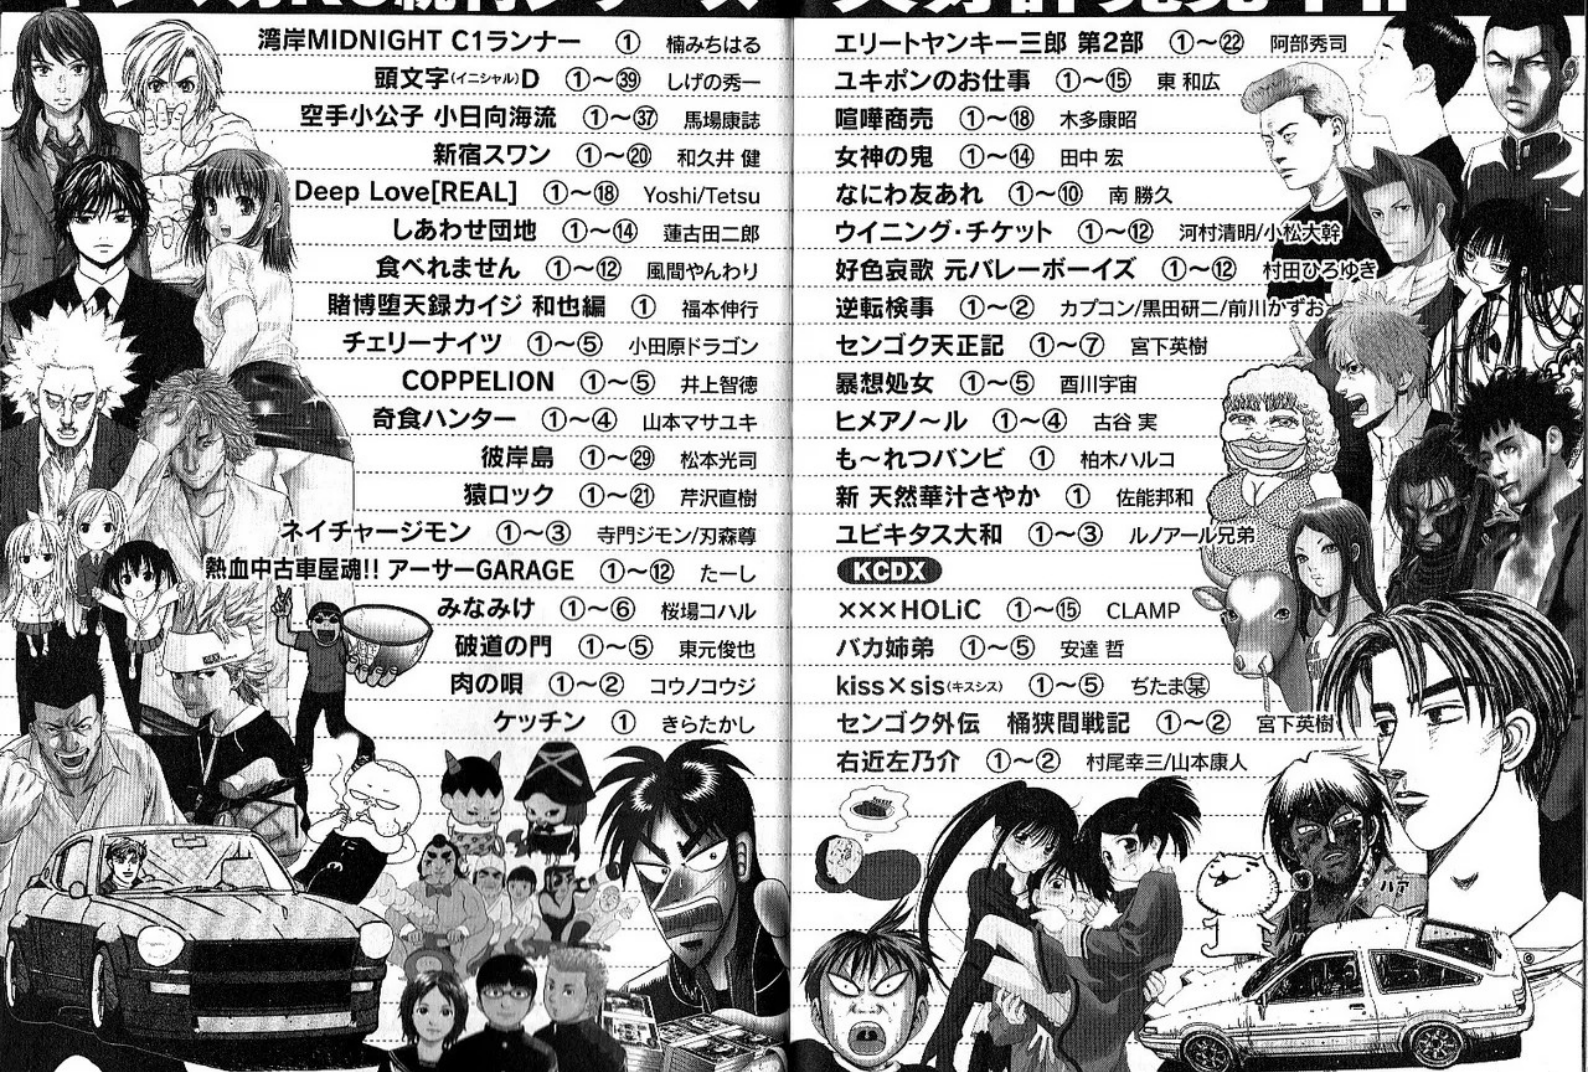 湾岸MIDNIGHT C1ランナー ① 楠みちはる
頭文字(イニシャル)D ①〜㊴ しげの秀一
空手小公子 小日向海流 ①〜㊲ 馬場康誌
新宿スワン ①〜⑳ 和久井 健
Deep Love[REAL] ①〜⑱ Yoshi/Tetsu
しあわせ団地 ①〜⑭ 蓮古田二郎
食べれません ①〜⑫ 風間やんわり
賭博堕天録カイジ 和也編 ① 福本伸行
チェリーナイツ ①〜⑤ 小田原ドラゴン
COPPELION ①〜⑤ 井上智徳
奇食ハンター ①〜④ 山本マサユキ
彼岸島 ①〜㉙ 松本光司
猿ロック ①〜㉑ 芹沢直樹
ネイチャージモン ①〜③ 寺門ジモン/刃森尊
熱血中古車屋魂!! アーサーGARAGE ①〜⑫ たーし
みなみけ ①〜⑥ 桜場コハル
破道の門 ①〜⑤ 東元俊也
肉の唄 ①〜② コウノコウジ
ケッチン ① きらたかし
エリートヤンキー三郎 第2部 ①〜㉒ 阿部秀司
ユキポンのお仕事 ①〜⑮ 東 和広
喧嘩商売 ①〜⑱ 木多康昭
女神の鬼 ①〜⑭ 田中 宏
なにわ友あれ ①〜⑩ 南 勝久
ウイニング・チケット ①〜⑫ 河村清明/小松大幹
好色哀歌 元バレーボーイズ ①〜⑫ 村田ひろゆき
逆転検事 ①〜② カプコン/黒田研二/前川かずお
センゴク天正記 ①〜⑦ 宮下英樹
暴想処女 ①〜⑤ 酉川宇宙
ヒメアノ〜ル ①〜④ 古谷 実
も〜れつバンビ ① 柏木ハルコ
新 天然華汁さやか ① 佐能邦和
ユビキタス大和 ①〜③ ルノアール兄弟
KCDX
×××HOLiC ①〜⑮ CLAMP
バカ姉弟 ①〜⑤ 安達 哲
kiss×sis(キスシス) ①〜⑤ ぢたま㊣某
センゴク外伝 桶狭間戦記 ①〜② 宮下英樹
右近左乃介 ①〜② 村尾幸三/山本康人
ハア